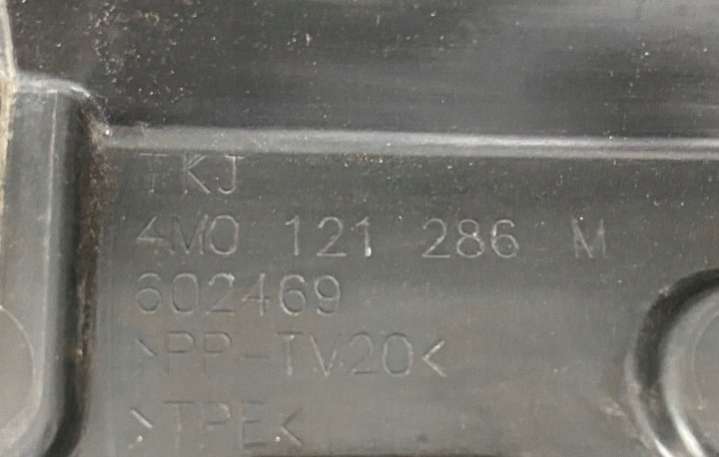 TKJ
4M0 121 286 M
602469
>PP-TV20<
>TPE<